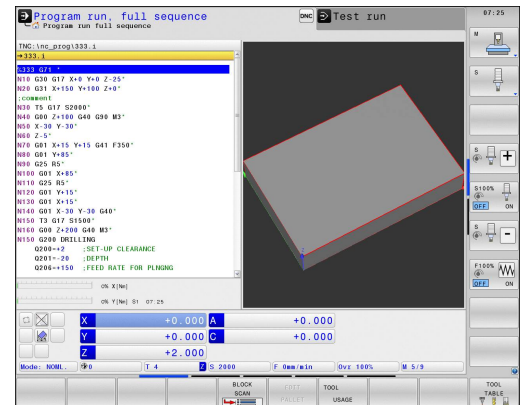 Program run, full sequence
Program run full sequence
DNC
Test run
07:25
TNC:\nc_prog\333.i
→333.i
%333 G71 *
N10 G30 G17 X+0 Y+0 Z-25*
N20 G31 X+150 Y+100 Z+0*
;comment
N30 T5 G17 S2000*
N40 G00 Z+100 G40 G90 M3*
N50 X-30 Y-30*
N60 Z-5*
N70 G01 X+15 Y+15 G41 F350*
N80 G01 Y+85*
N90 G25 R5*
N100 G01 X+85*
N110 G25 R5*
N120 G01 Y+15*
N130 G01 X+15*
N140 G01 X-30 Y-30 G40*
N150 T3 G17 S1500*
N160 G00 Z+200 G40 M3*
N150 G200 DRILLING
Q200=+2 ;SET-UP CLEARANCE
Q201=-20 ;DEPTH
Q206=+150 ;FEED RATE FOR PLNGNG
0% X[Nm]
0% Y[Nm] S1 07:25
X +0.000 A +0.000
Y +0.000 C +0.000
Z +2.000
Mode: NOML. 0 T 4 Z S 2000 F 0mm/min Ovr 100% M 5/9
M
S
S
+
S100%
OFF ON
S
-
F100%
OFF ON
BLOCK SCAN
EDIT PALLET
TOOL USAGE
TOOL TABLE